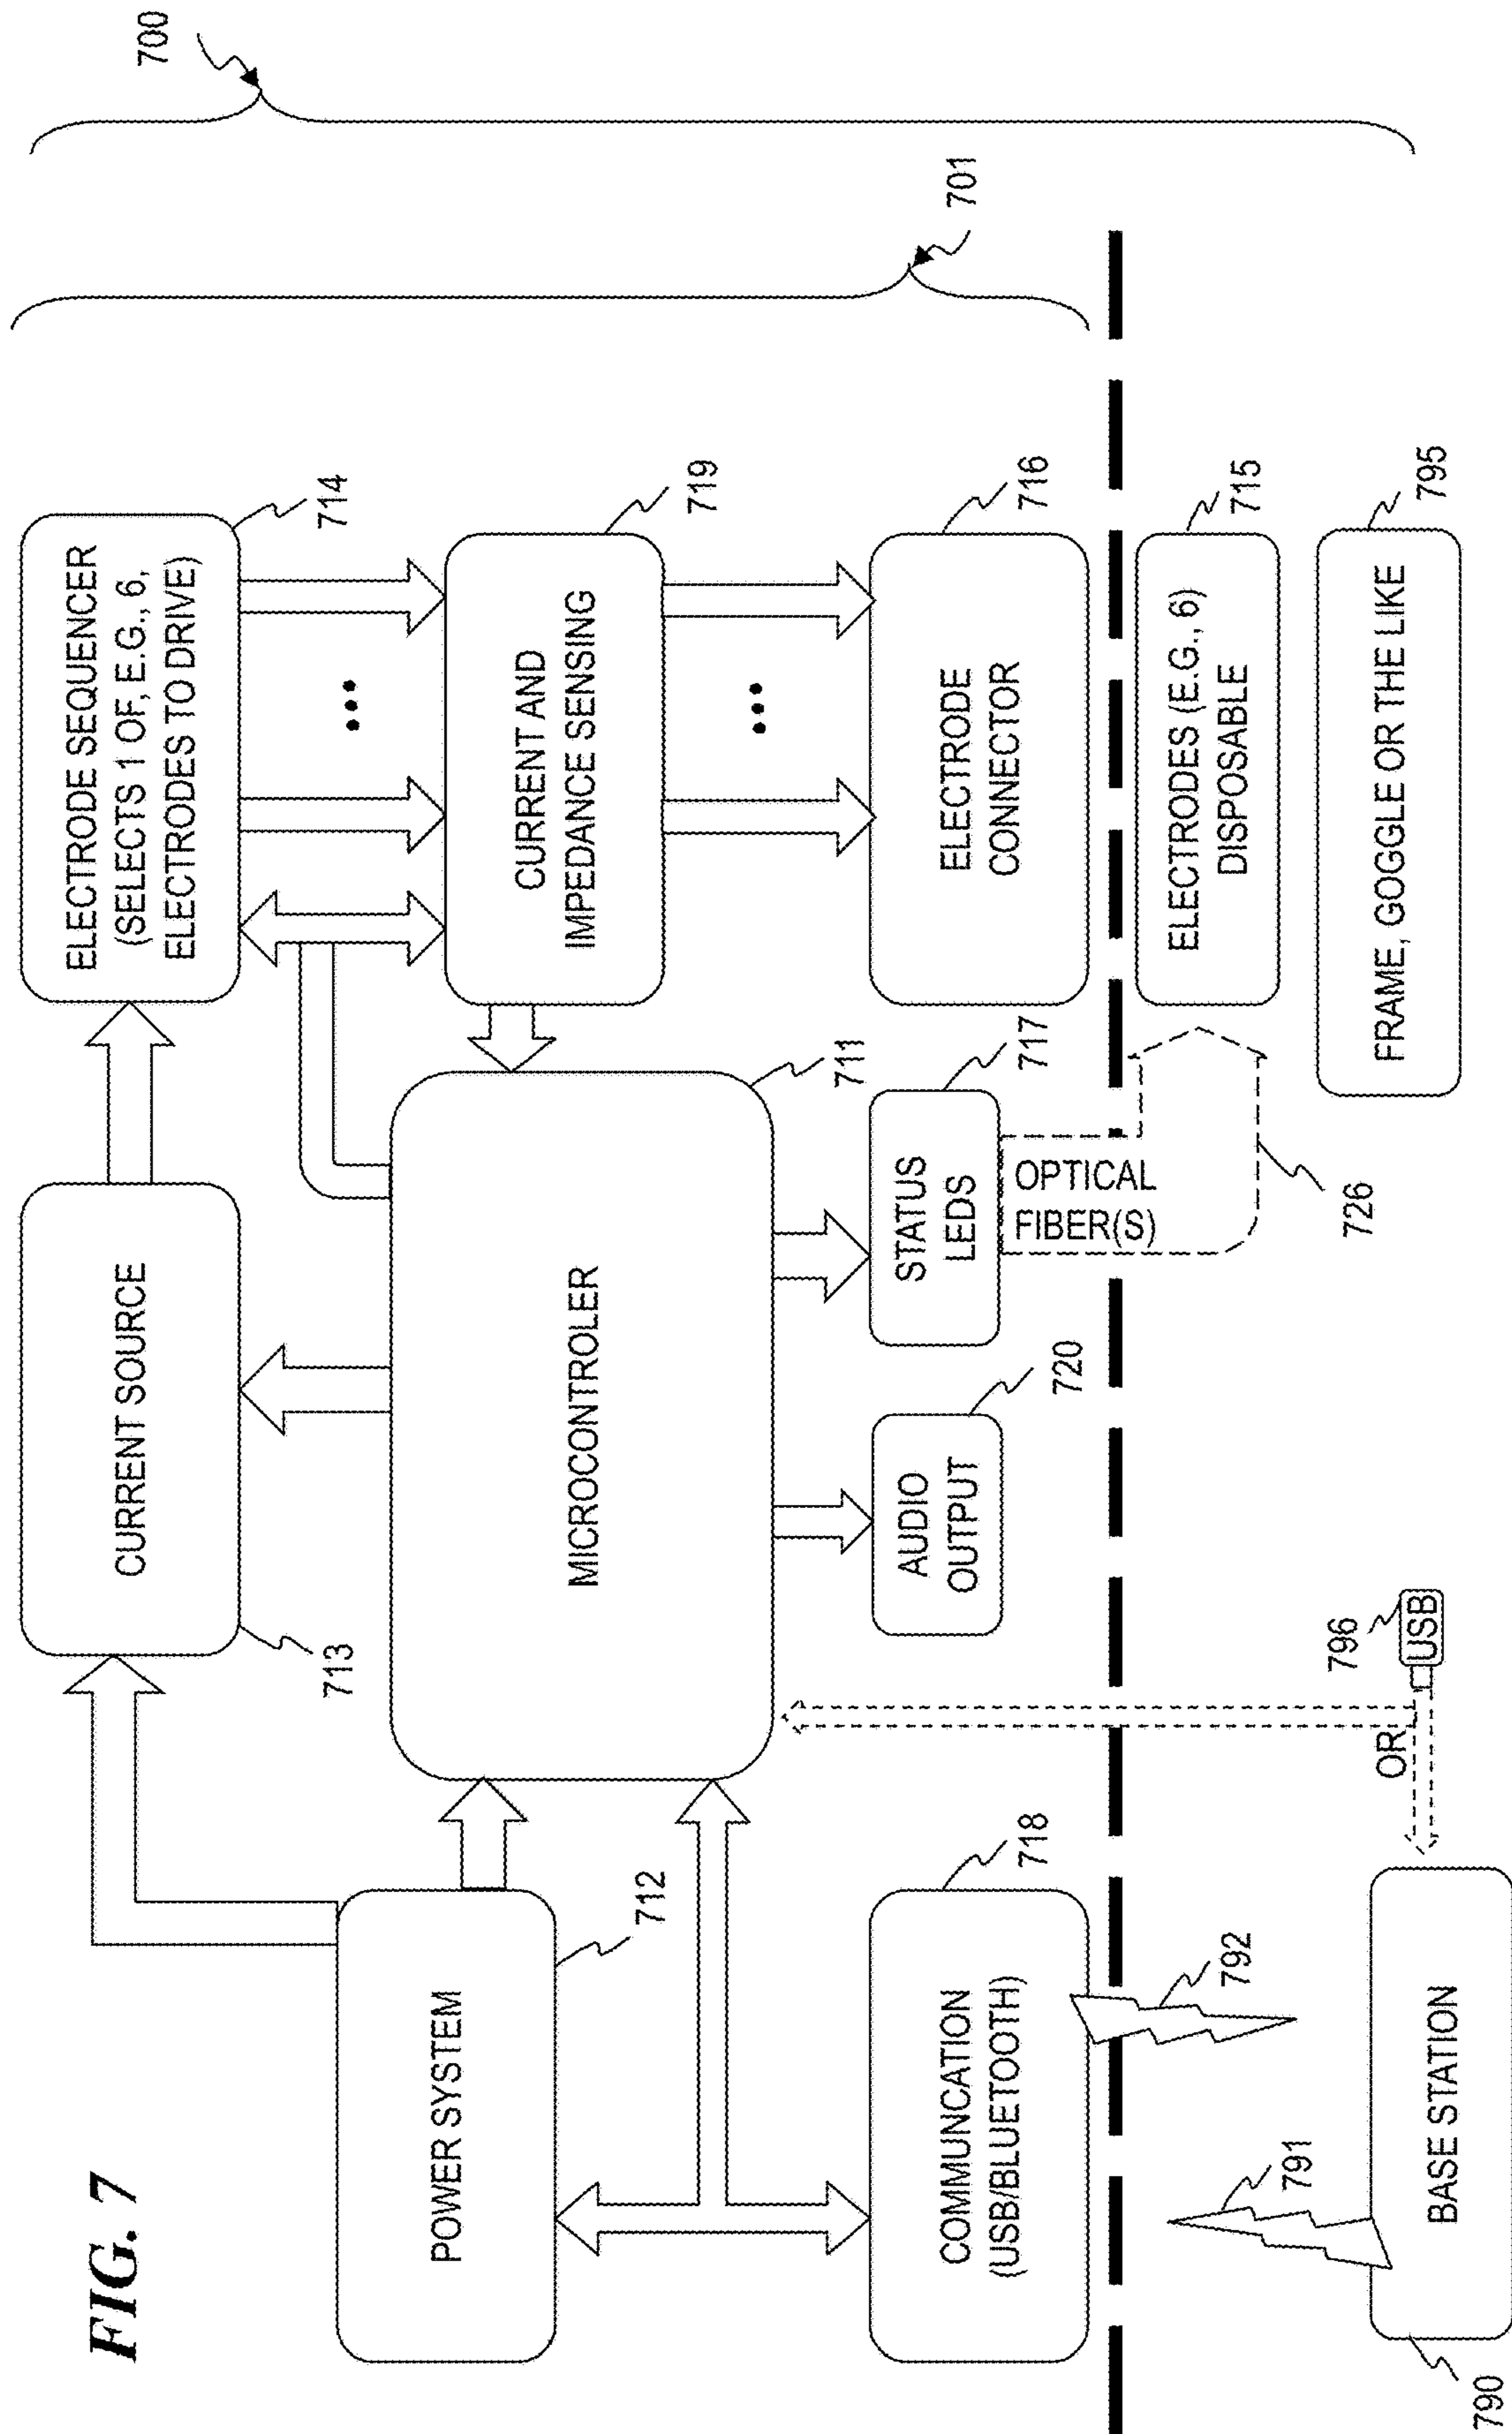 FIG. 7
700
701
POWER SYSTEM
712
CURRENT SOURCE
713
ELECTRODE SEQUENCER
(SELECTS 1 OF, E.G., 6,
ELECTRODES TO DRIVE)
714
MICROCONTROLER
711
CURRENT AND
IMPEDANCE SENSING
719
COMMUNCATION
(USB/BLUETOOTH)
718
AUDIO
OUTPUT
720
STATUS
LEDS
717
ELECTRODE
CONNECTOR
716
OPTICAL
FIBER(S)
726
ELECTRODES (E.G., 6)
DISPOSABLE
715
791
792
BASE STATION
790
OR
USB
796
FRAME, GOGGLE OR THE LIKE
795